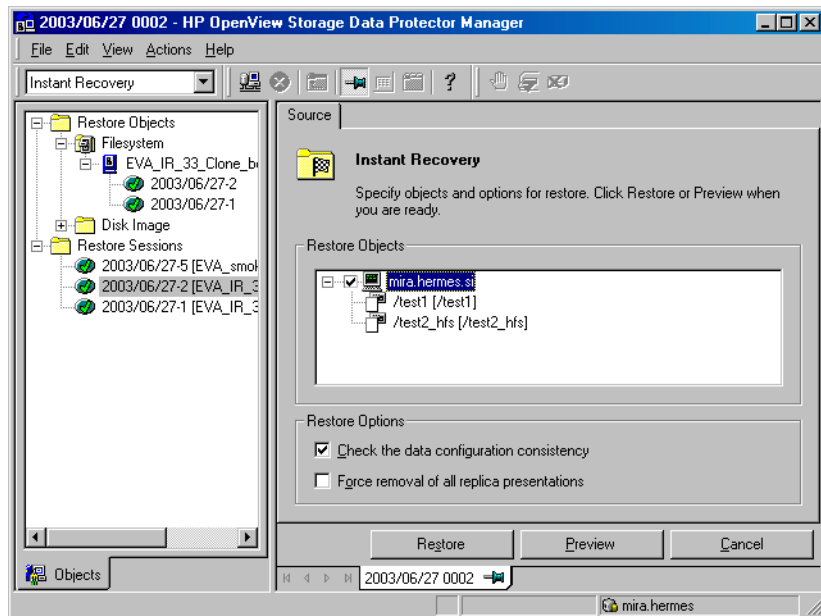 2003/06/27 0002 - HP OpenView Storage Data Protector Manager
File Edit View Actions Help
Instant Recovery
Restore Objects
Filesystem
EVA_IR_33_Clone_b
2003/06/27-2
2003/06/27-1
Disk Image
Restore Sessions
2003/06/27-5 [EVA_smo
2003/06/27-2 [EVA_IR_3
2003/06/27-1 [EVA_IR_3
Objects
Source
Instant Recovery
Specify objects and options for restore. Click Restore or Preview when
you are ready.
Restore Objects
mira.hermes.si
/test1 [/test1]
/test2_hfs [/test2_hfs]
Restore Options
Check the data configuration consistency
Force removal of all replica presentations
Restore Preview Cancel
2003/06/27 0002
mira.hermes